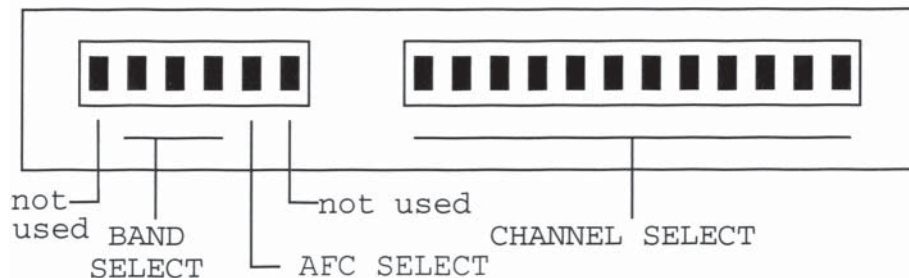 not
used
BAND
SELECT
AFC SELECT
not used
CHANNEL SELECT